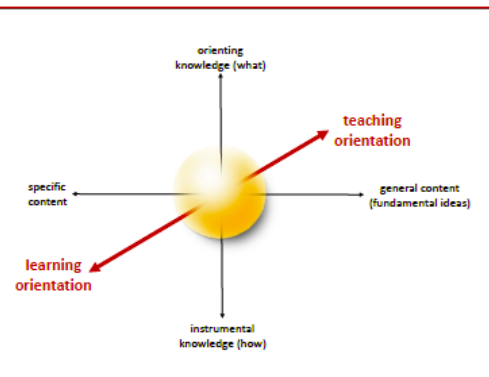 orienting
knowledge (what)
teaching
orientation
specific
content
general content
(fundamental ideas)
learning
orientation
instrumental
knowledge (how)